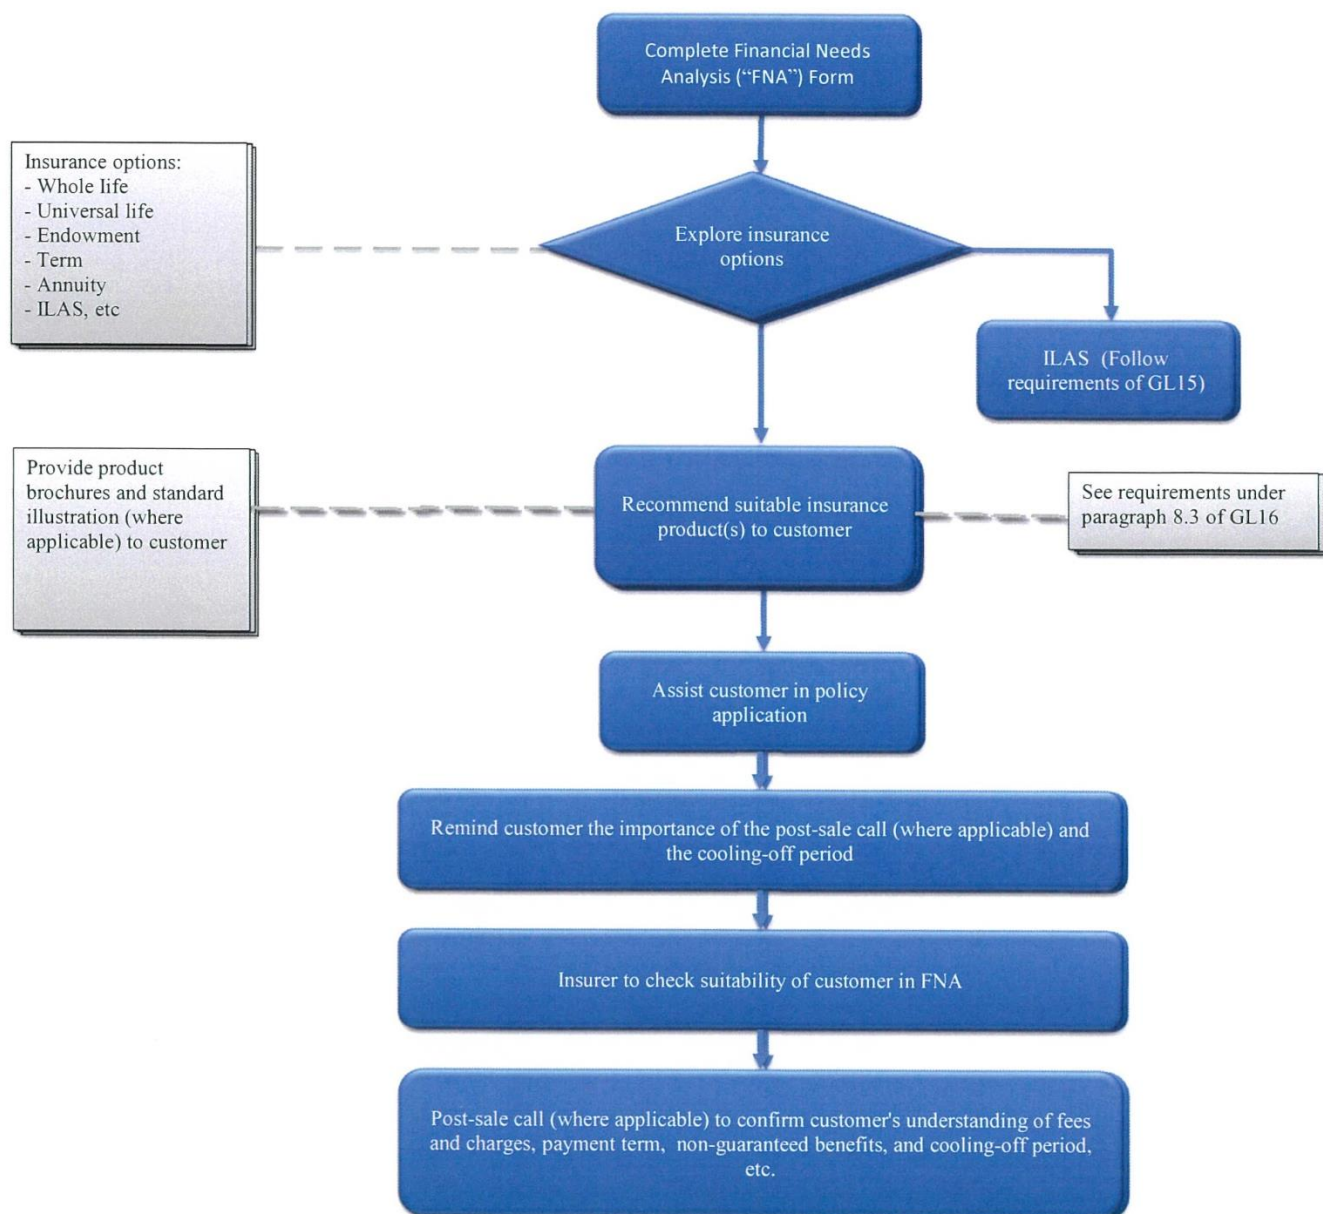 Complete Financial Needs
Analysis (“FNA”) Form
Insurance options:
- Whole life
- Universal life
- Endowment
- Term
- Annuity
- ILAS, etc
Explore insurance
options
ILAS (Follow
requirements of GL15)
Provide product
brochures and standard
illustration (where
applicable) to customer
Recommend suitable insurance
product(s) to customer
See requirements under
paragraph 8.3 of GL16
Assist customer in policy
application
Remind customer the importance of the post-sale call (where applicable) and
the cooling-off period
Insurer to check suitability of customer in FNA
Post-sale call (where applicable) to confirm customer's understanding of fees
and charges, payment term, non-guaranteed benefits, and cooling-off period,
etc.